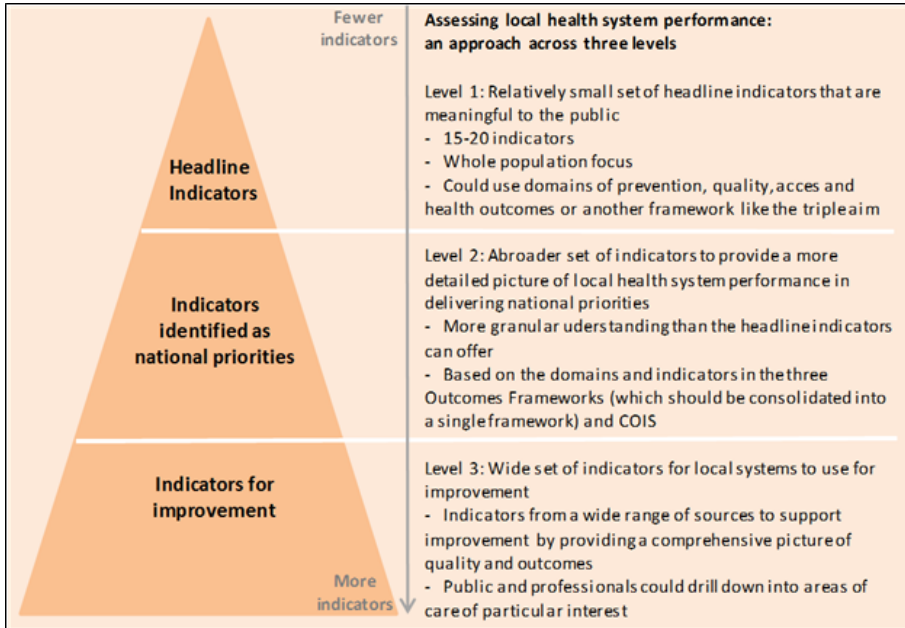 Fewer
indicators
Headline
Indicators
Indicators
identified as
national priorities
Indicators for
improvement
More
indicators
Assessing local health system performance:
an approach across three levels
Level 1: Relatively small set of headline indicators that are
meaningful to the public
- 15-20 indicators
- Whole population focus
- Could use domains of prevention, quality, acces and
health outcomes or another framework like the triple aim
Level 2: Abroader set of indicators to provide a more
detailed picture of local health system performance in
delivering national priorities
- More granular uderstanding than the headline indicators
can offer
- Based on the domains and indicators in the three
Outcomes Frameworks (which should be consolidated into
a single framework) and COIS
Level 3: Wide set of indicators for local systems to use for
improvement
- Indicators from a wide range of sources to support
improvement by providing a comprehensive picture of
quality and outcomes
- Public and professionals could drill down into areas of
care of particular interest